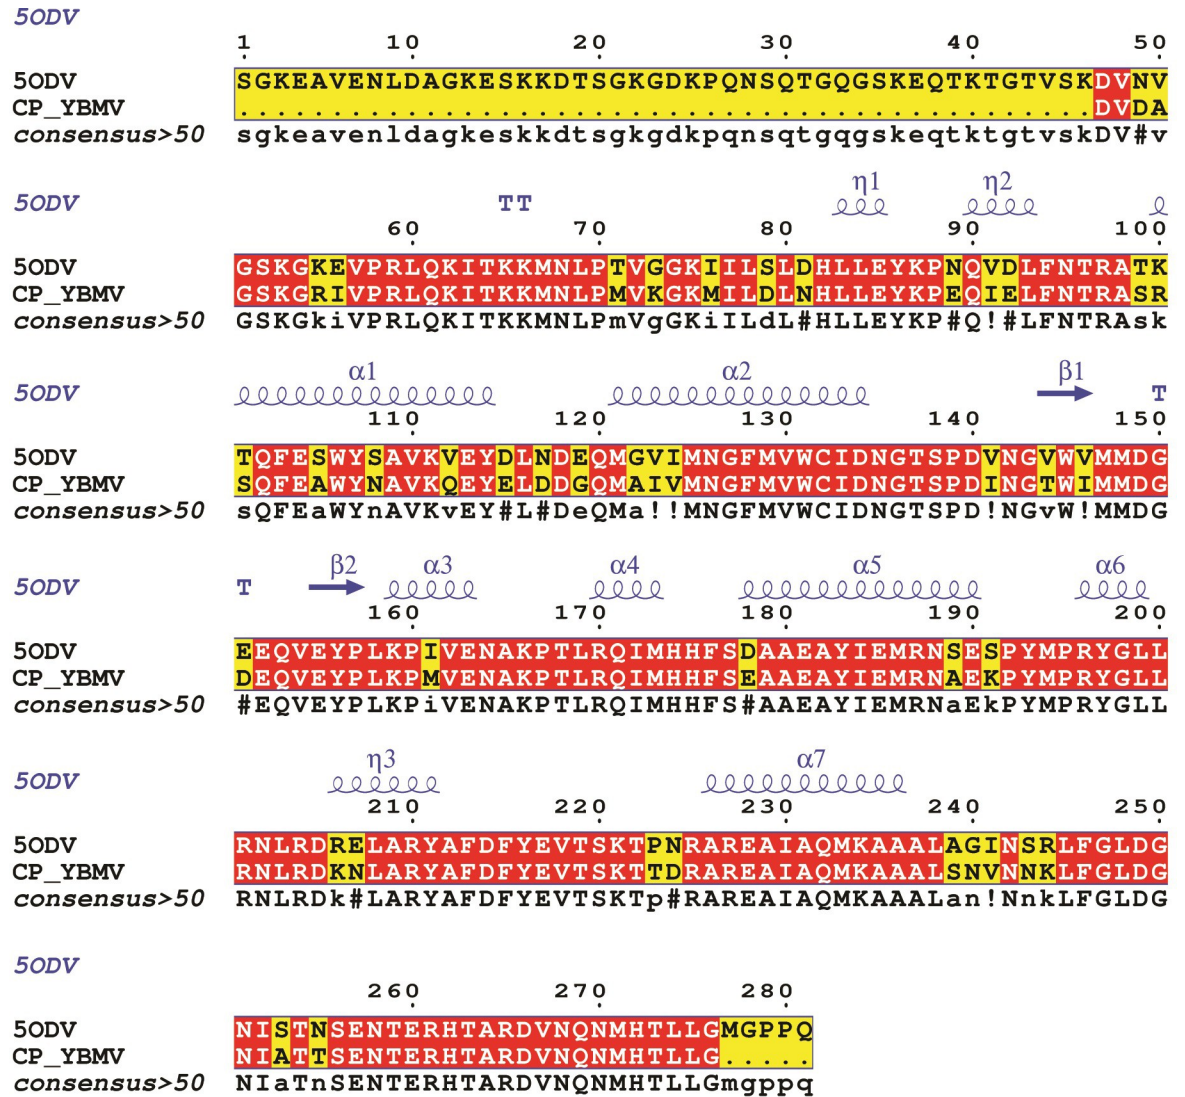 5ODV
1 10 20 30 40 50
5ODV SGKEAVENLDAGKESKKDTSGKGDKPQNSQTGQGSKEQTKTGTVSKDVNV
CP_YBMV ..............................................DVDA
consensus>50 sgkeavenldagkeskkdtsgkgdkpqnsqtgqgskeqtktgtvskDV#v
η1 η2
5ODV TT
60 70 80 90 100
5ODV GSKGKEVPRLQKITKKMNLPTVGGKIILSLDHLLEYKPNQVDLFNTRATK
CP_YBMV GSKGRIVPRLQKITKKMNLPMVKGKMILDLNHLLEYKPEQIELFNTRASR
consensus>50 GSKGkiVPRLQKITKKMNLPmVgGKiILdL#HLLEYKP#Q!#LFNTRAsk
α1 α2 β1
5ODV T
110 120 130 140 150
5ODV TQFESWYSAVKVEYDLNDEQMGVIMNGFMVWCIDNGTSPDVNGVWVMMDG
CP_YBMV SQFEAWYNAVKQEYELDDGQMAIVMNGFMVWCIDNGTSPDINGTWIMMDG
consensus>50 sQFEaWYnAVKvEY#L#DeQMa!!MNGFMVWCIDNGTSPD!NGvW!MMDG
β2 α3 α4 α5 α6
5ODV T
160 170 180 190 200
5ODV EEQVEYPLKPIVENAKPTLRQIMHHFSDAAEAYIEMRNSESPYMPRYGLL
CP_YBMV DEQVEYPLKPMVENAKPTLRQIMHHFSEAAEAYIEMRNAEKPYMPRYGLL
consensus>50 #EQVEYPLKPiVENAKPTLRQIMHHFS#AAEAYIEMRNaEkPYMPRYGLL
η3 α7
5ODV
210 220 230 240 250
5ODV RNLRDRELARYAFDFYEVTSKTPNRAREAIAQMKAAALAGINSRLFGLDG
CP_YBMV RNLRDKNLARYAFDFYEVTSKTTDRAREAIAQMKAAALSNVNNKLFGLDG
consensus>50 RNLRDk#LARYAFDFYEVTSKTp#RAREAIAQMKAAALan!NnkLFGLDG
5ODV
260 270 280
5ODV NISTNSENTERHTARDVNQNMHTLLGMGPPQ
CP_YBMV NIATTSENTERHTARDVNQNMHTLLG.....
consensus>50 NIaTnSENTERHTARDVNQNMHTLLGmgppq